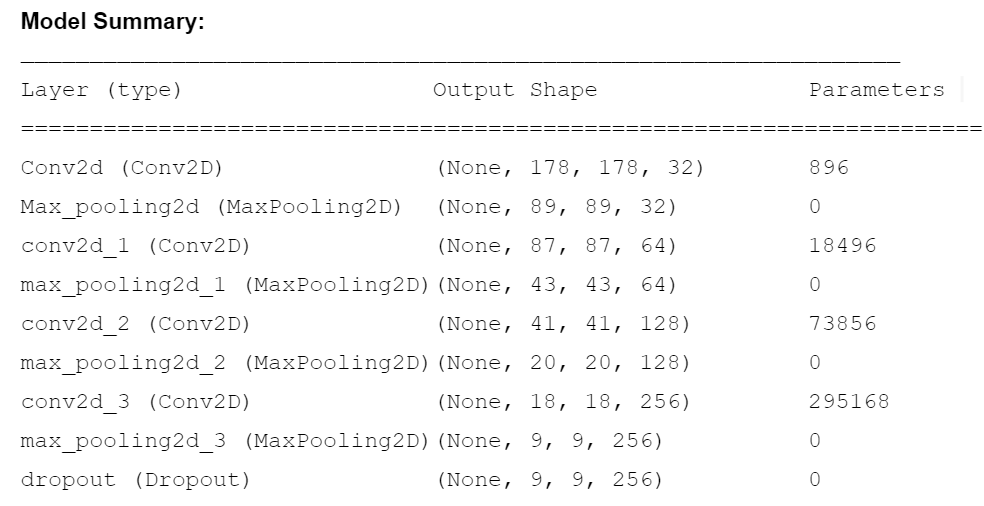 Model Summary:
________________________________________________________________
Layer (type) Output Shape Parameters
======================================================================
Conv2d (Conv2D) (None, 178, 178, 32) 896
Max_pooling2d (MaxPooling2D) (None, 89, 89, 32) 0
conv2d_1 (Conv2D) (None, 87, 87, 64) 18496
max_pooling2d_1 (MaxPooling2D) (None, 43, 43, 64) 0
conv2d_2 (Conv2D) (None, 41, 41, 128) 73856
max_pooling2d_2 (MaxPooling2D) (None, 20, 20, 128) 0
conv2d_3 (Conv2D) (None, 18, 18, 256) 295168
max_pooling2d_3 (MaxPooling2D) (None, 9, 9, 256) 0
dropout (Dropout) (None, 9, 9, 256) 0